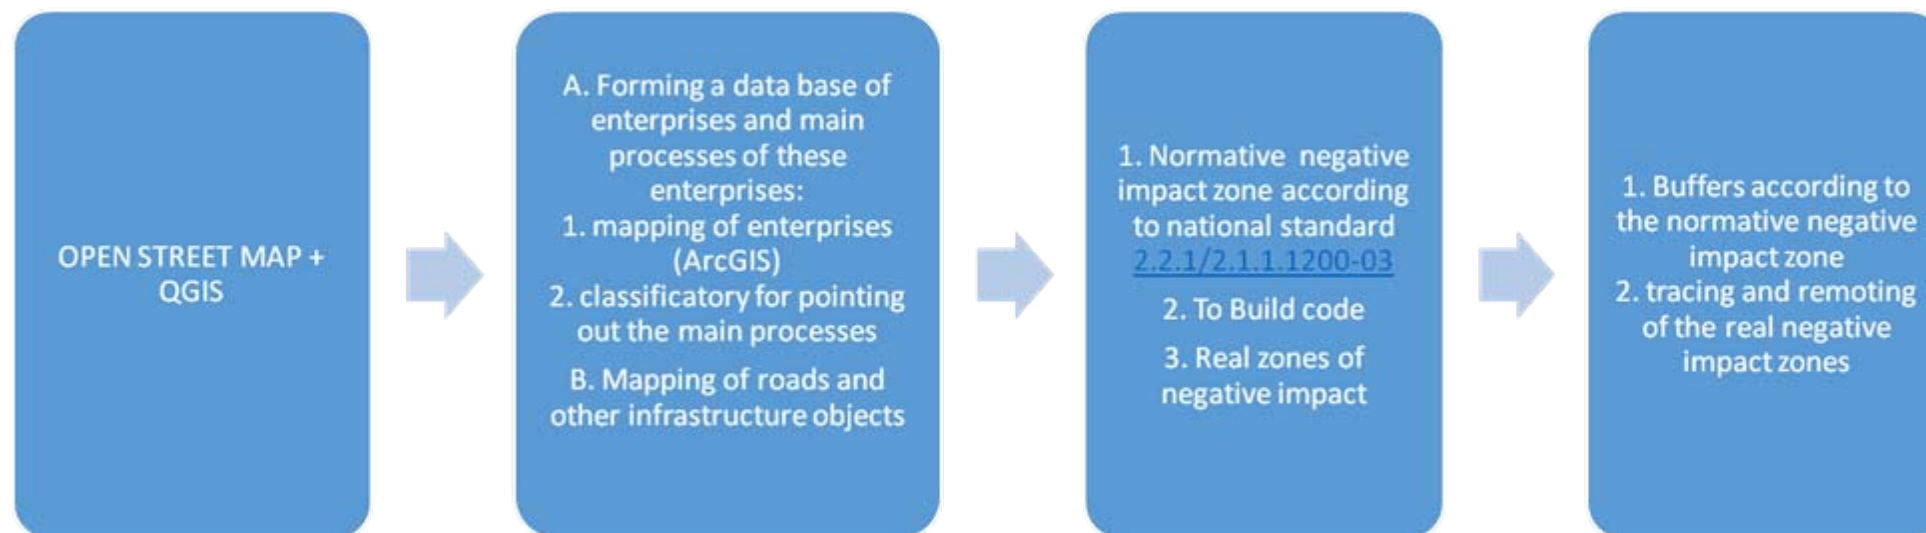 OPEN STREET MAP +
QGIS
A. Forming a data base of
enterprises and main
processes of these
enterprises:
1. mapping of enterprises
(ArcGIS)
2. classificatory for pointing
out the main processes
B. Mapping of roads and
other infrastructure objects
1. Normative negative
impact zone according
to national standard
2.2.1/2.1.1.1200-03
2. To Build code
3. Real zones of
negative impact
1. Buffers according to
the normative negative
impact zone
2. tracing and remoting
of the real negative
impact zones